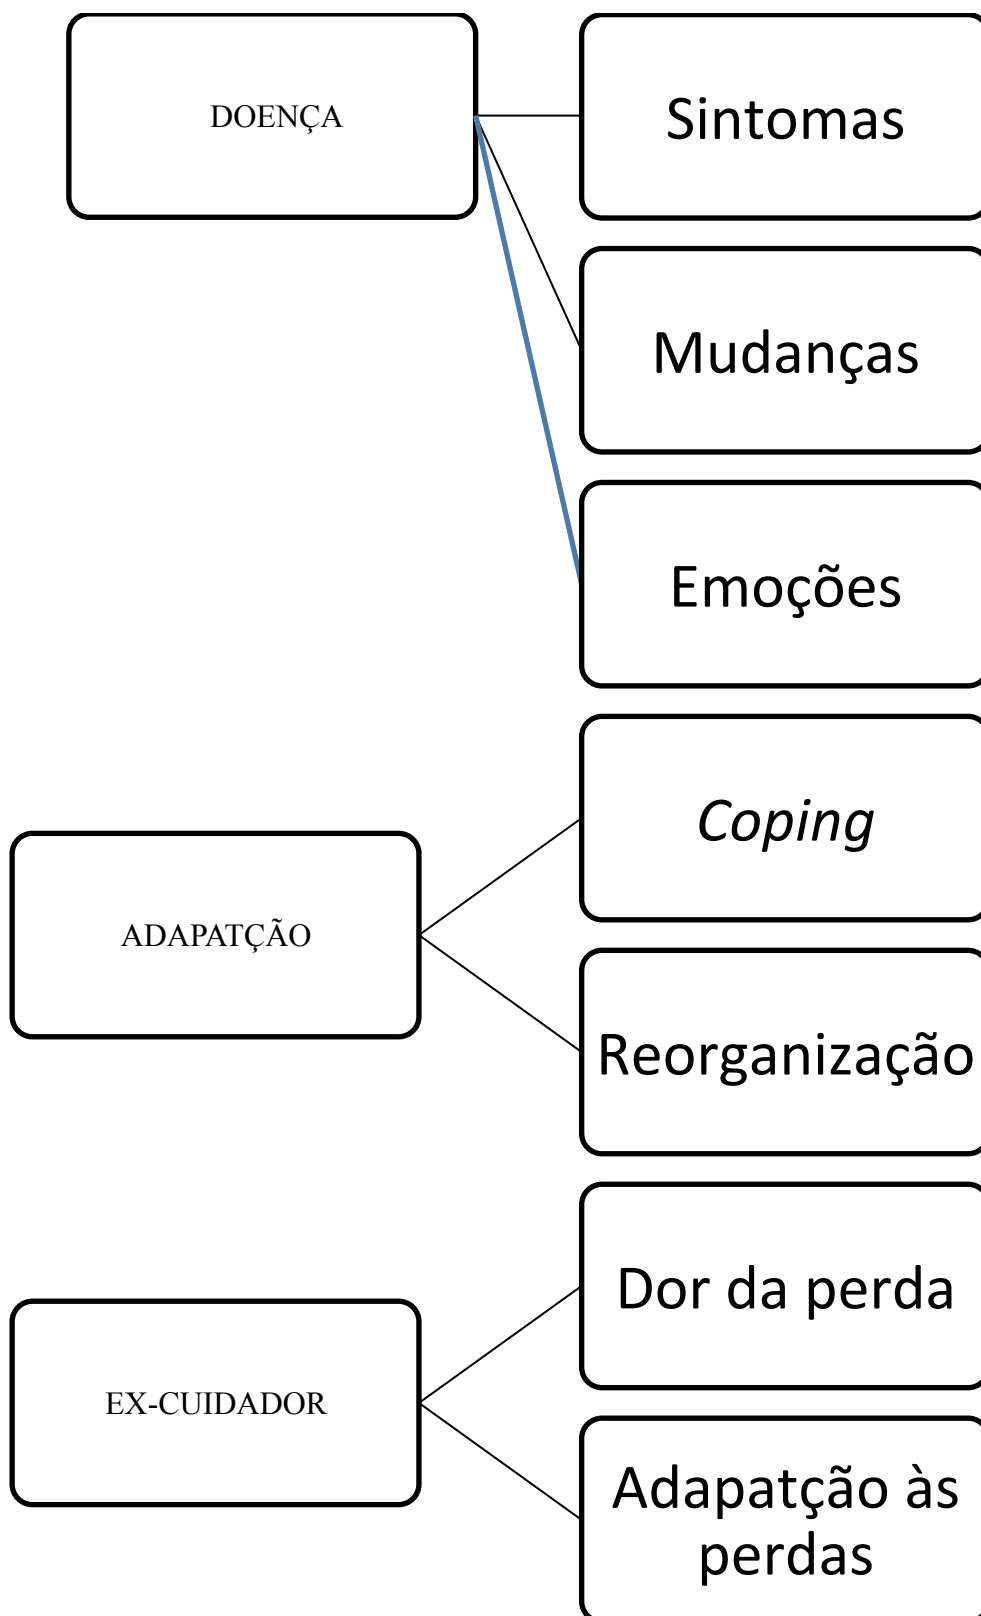 DOENÇA
Sintomas
Mudanças
Emoções
ADAPATÇÃO
Coping
Reorganização
EX-CUIDADOR
Dor da perda
Adapatção às
perdas